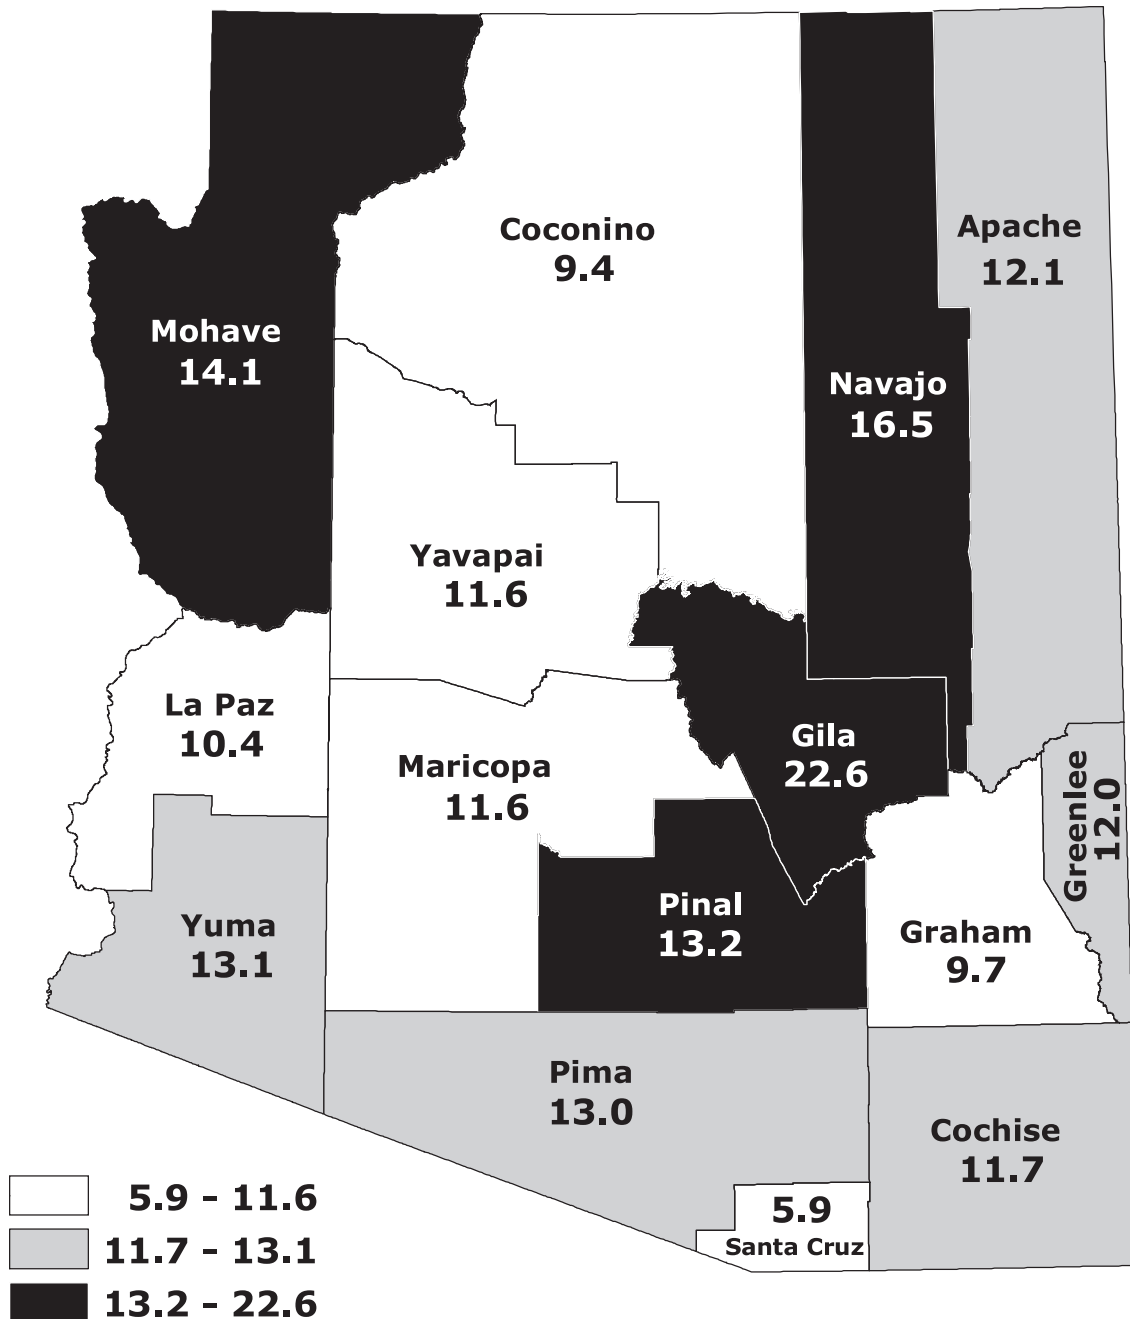 Coconino
9.4
Apache
12.1
Mohave
14.1
Navajo
16.5
Yavapai
11.6
La Paz
10.4
Maricopa
11.6
Gila
22.6
Greenlee
12.0
Yuma
13.1
Pinal
13.2
Graham
9.7
Pima
13.0
Cochise
11.7
5.9
Santa Cruz
5.9 - 11.6
11.7 - 13.1
13.2 - 22.6